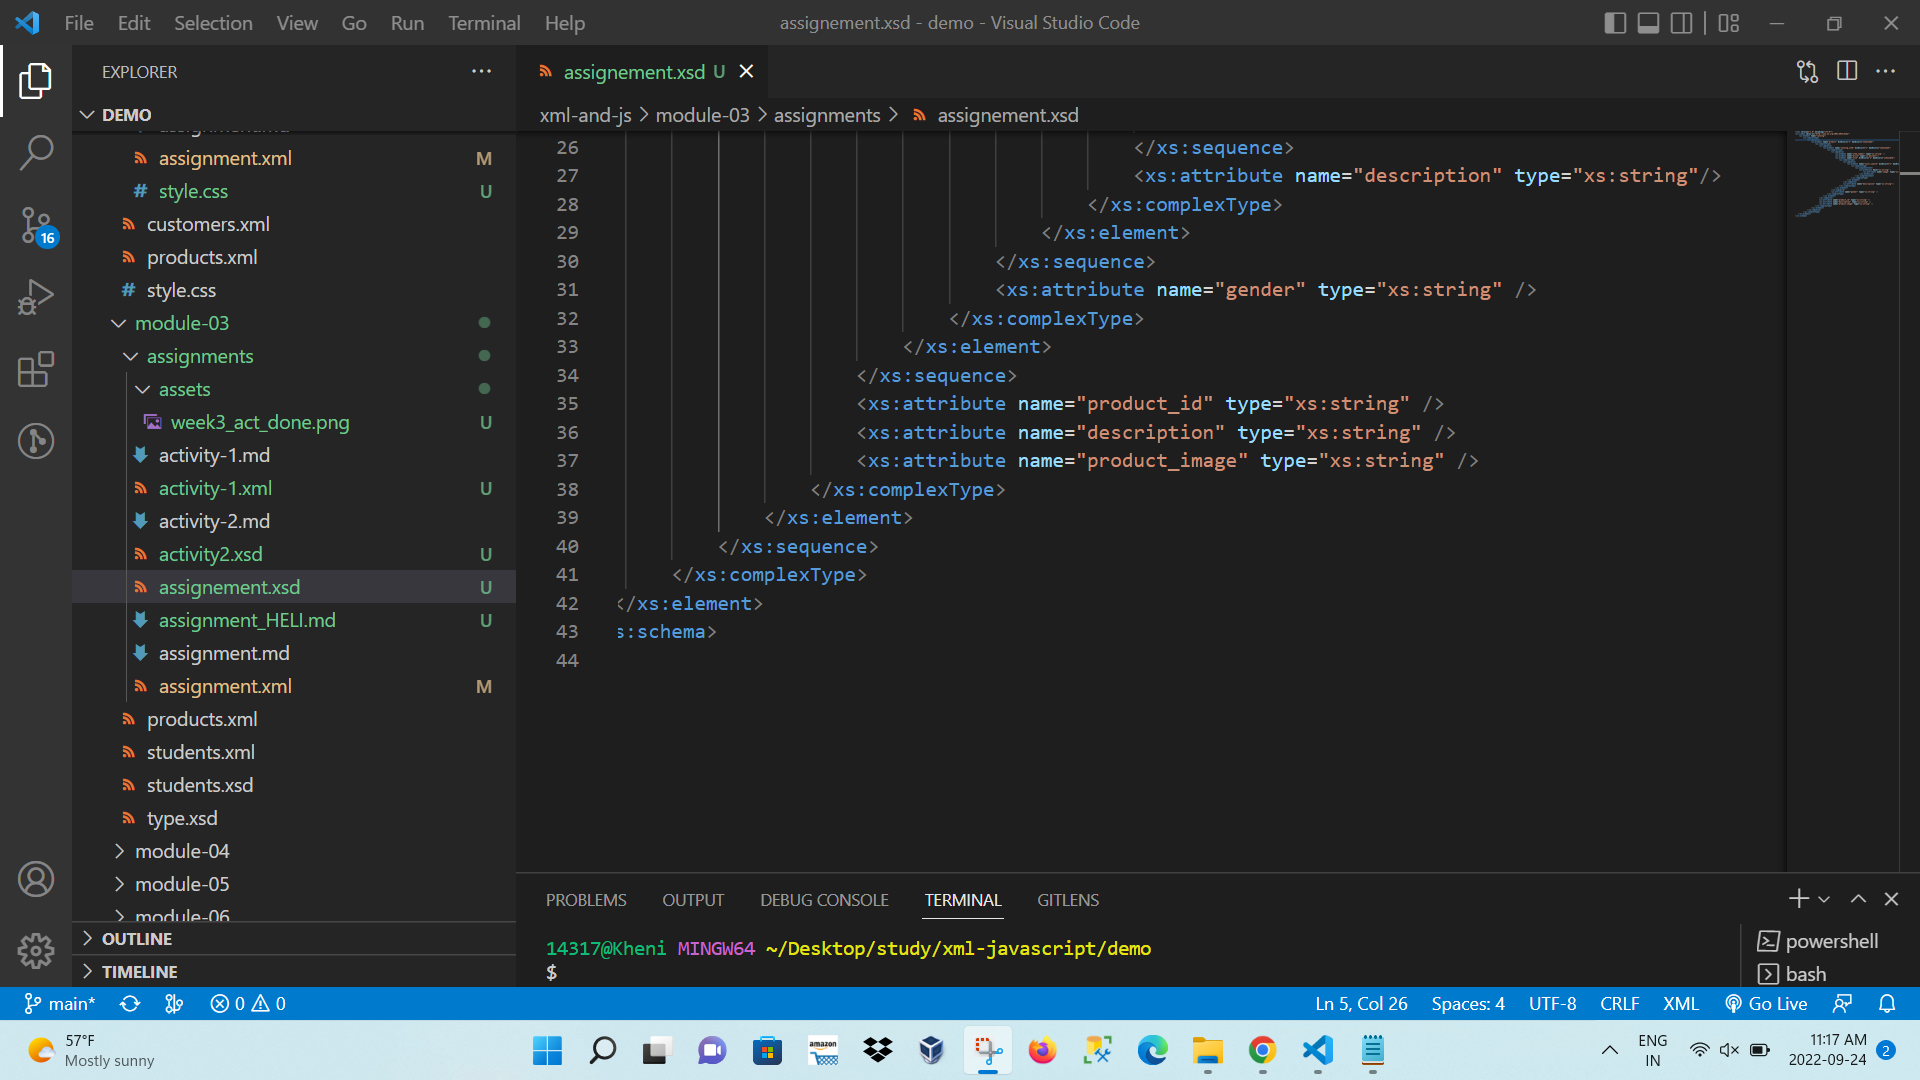 File Edit Selection View Go Run Terminal Help
assignement.xsd - demo - Visual Studio Code
EXPLORER
DEMO
assignment.xml M
style.css U
customers.xml
products.xml
style.css
module-03
assignments
assets
week3_act_done.png U
activity-1.md
activity-1.xml U
activity-2.md
activity2.xsd U
assignement.xsd U
assignment_HELI.md U
assignment.md
assignment.xml M
products.xml
students.xml
students.xsd
type.xsd
module-04
module-05
module-06
OUTLINE
TIMELINE
16
assignement.xsd U
xml-and-js > module-03 > assignments > assignement.xsd
26 </xs:sequence>
27 <xs:attribute name="description" type="xs:string"/>
28 </xs:complexType>
29 </xs:element>
30 </xs:sequence>
31 <xs:attribute name="gender" type="xs:string" />
32 </xs:complexType>
33 </xs:element>
34 </xs:sequence>
35 <xs:attribute name="product_id" type="xs:string" />
36 <xs:attribute name="description" type="xs:string" />
37 <xs:attribute name="product_image" type="xs:string" />
38 </xs:complexType>
39 </xs:element>
40 </xs:sequence>
41 </xs:complexType>
42 </xs:element>
43 s:schema>
44
PROBLEMS OUTPUT DEBUG CONSOLE TERMINAL GITLENS
14317@Kheni MINGW64 ~/Desktop/study/xml-javascript/demo
$
powershell
bash
main* 0 0 Ln 5, Col 26 Spaces: 4 UTF-8 CRLF XML Go Live
57°F
Mostly sunny
amazon
ENG
IN
11:17 AM
2022-09-24
2